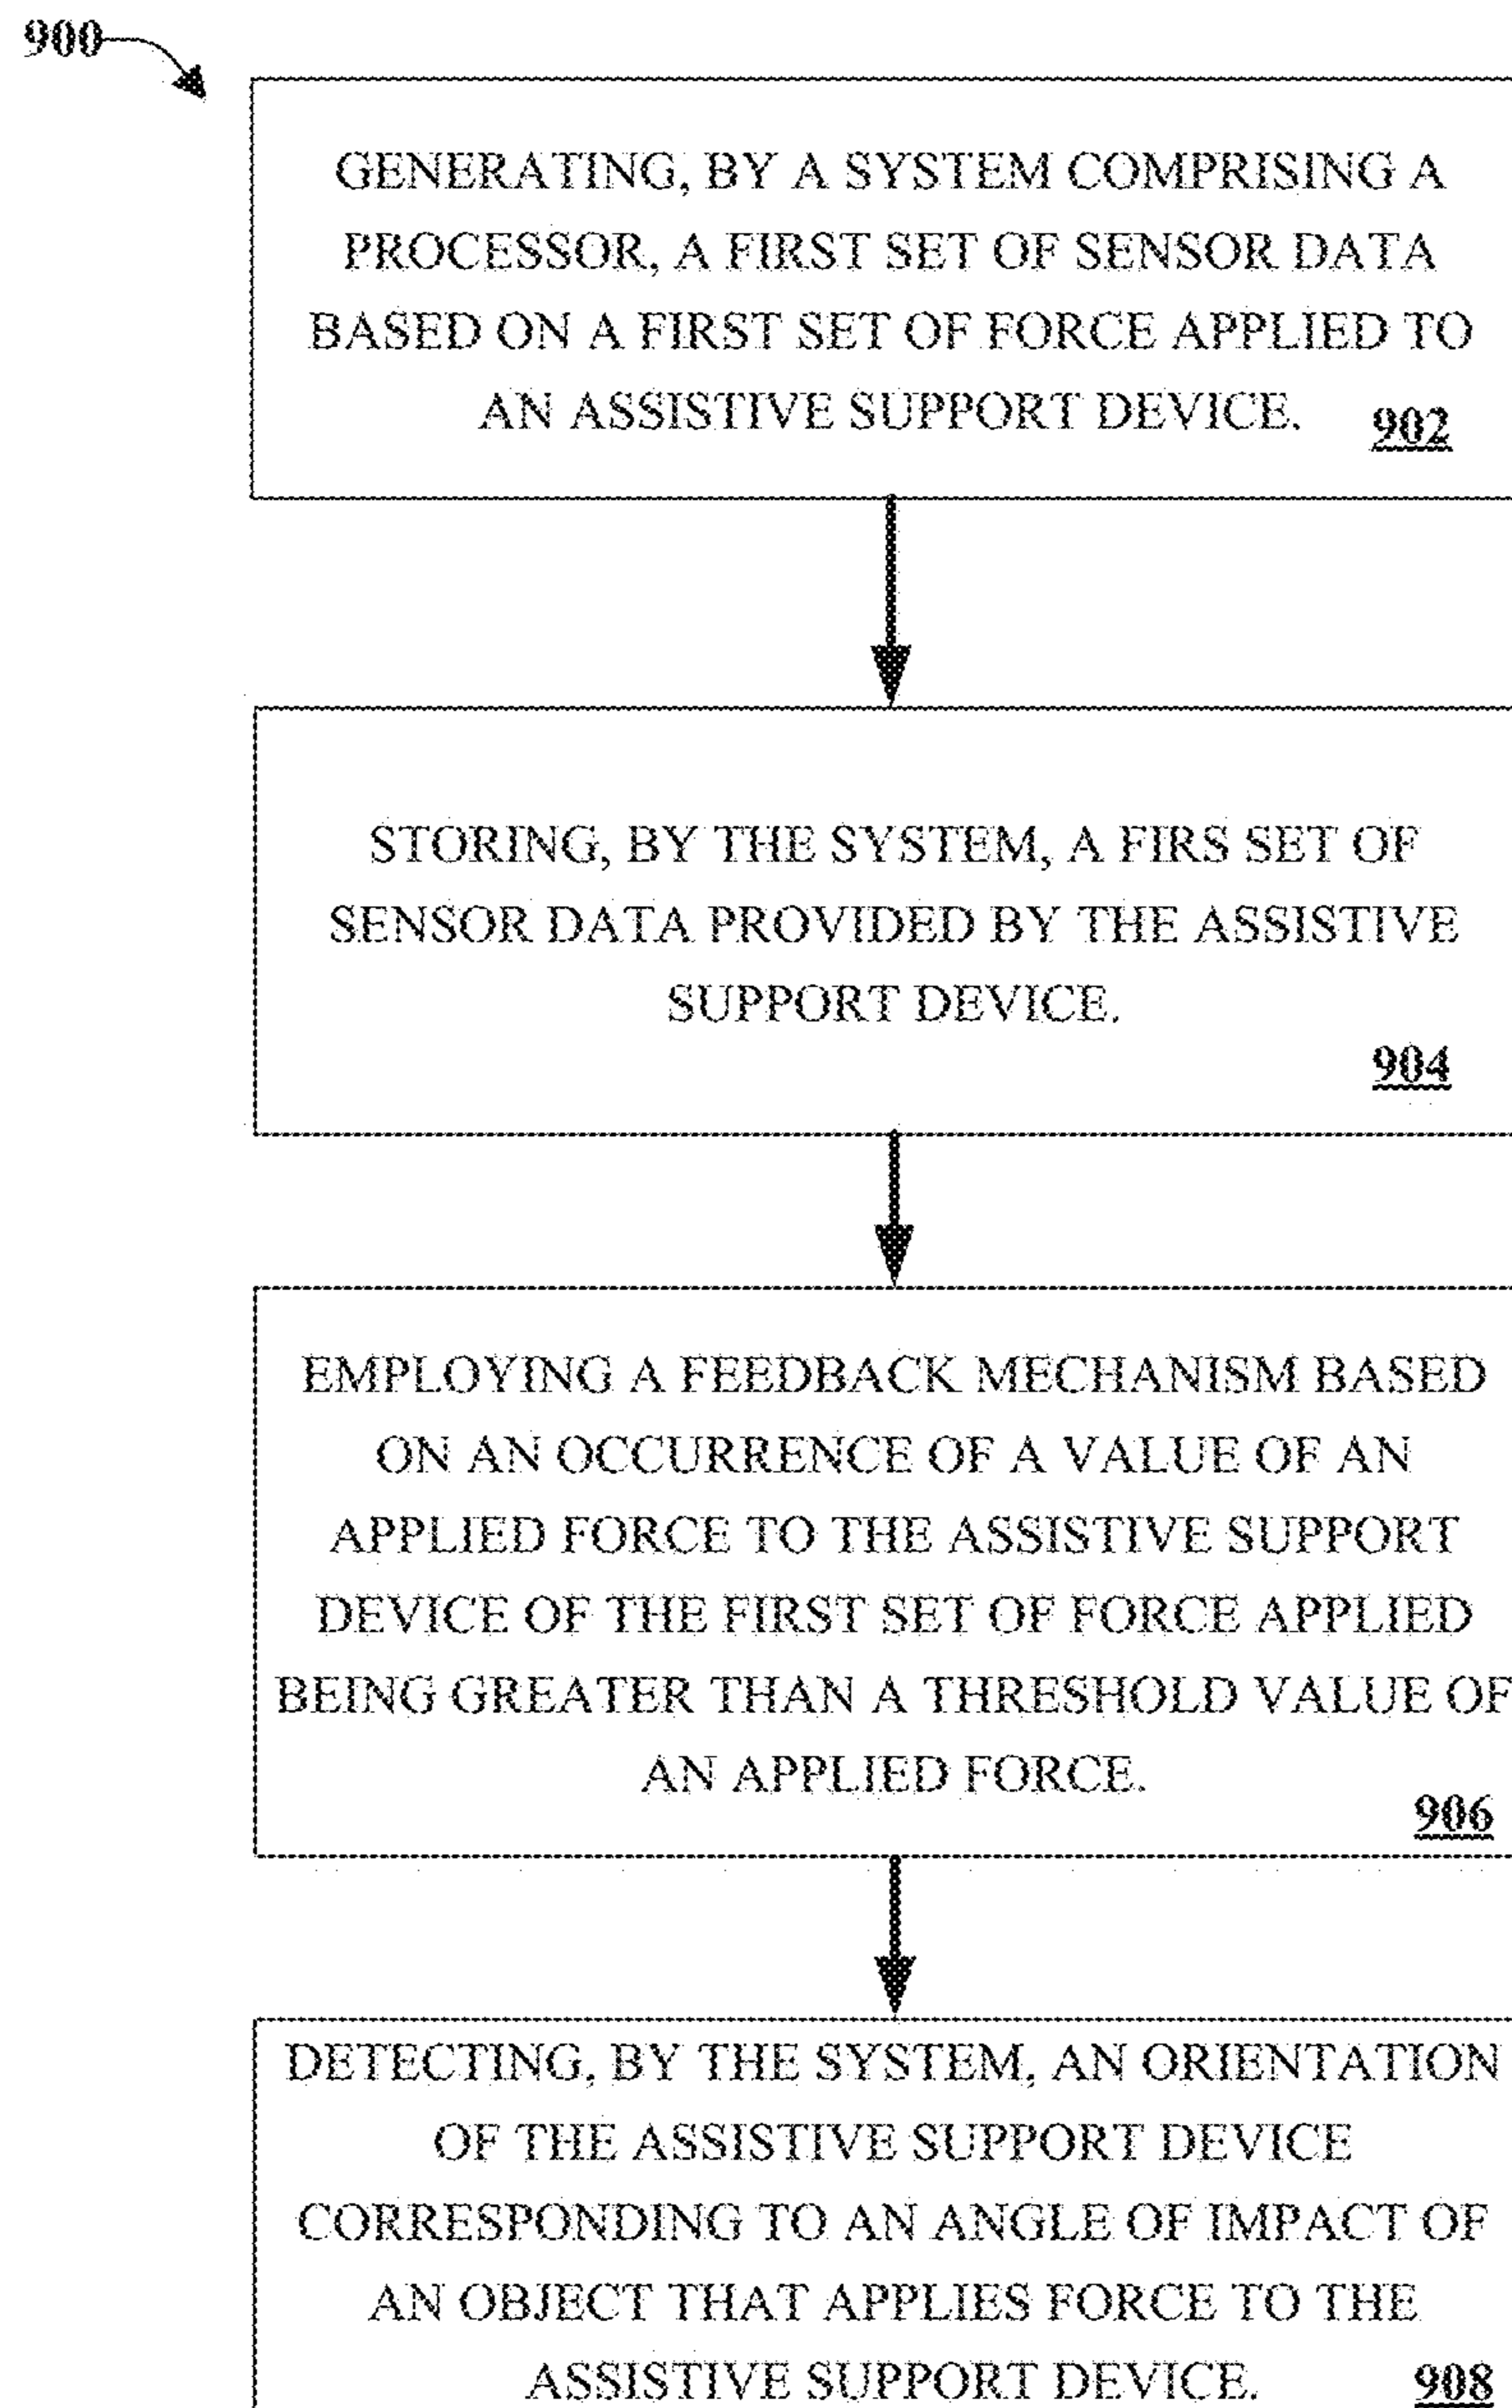 900
GENERATING, BY A SYSTEM COMPRISING A
PROCESSOR, A FIRST SET OF SENSOR DATA
BASED ON A FIRST SET OF FORCE APPLIED TO
AN ASSISTIVE SUPPORT DEVICE.
902
STORING, BY THE SYSTEM, A FIRS SET OF
SENSOR DATA PROVIDED BY THE ASSISTIVE
SUPPORT DEVICE.
904
EMPLOYING A FEEDBACK MECHANISM BASED
ON AN OCCURRENCE OF A VALUE OF AN
APPLIED FORCE TO THE ASSISTIVE SUPPORT
DEVICE OF THE FIRST SET OF FORCE APPLIED
BEING GREATER THAN A THRESHOLD VALUE OF
AN APPLIED FORCE.
906
DETECTING, BY THE SYSTEM, AN ORIENTATION
OF THE ASSISTIVE SUPPORT DEVICE
CORRESPONDING TO AN ANGLE OF IMPACT OF
AN OBJECT THAT APPLIES FORCE TO THE
ASSISTIVE SUPPORT DEVICE.
908